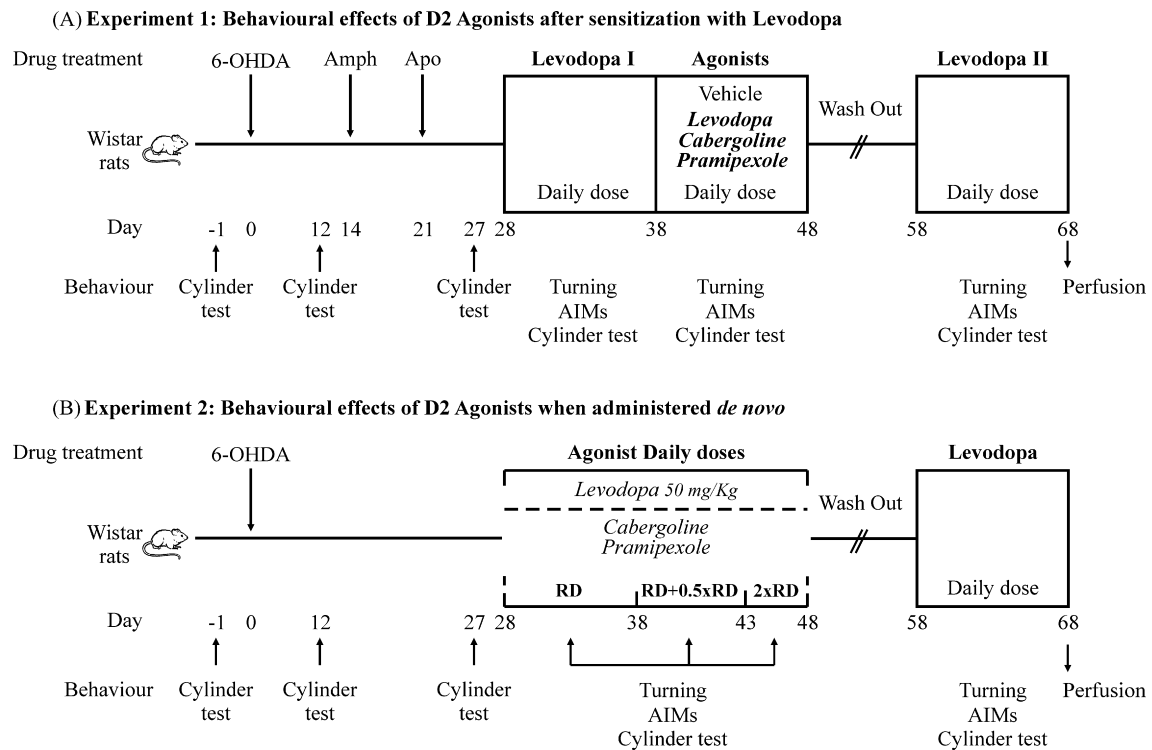 (A) Experiment 1: Behavioural effects of D2 Agonists after sensitization with Levodopa
Drug treatment
6-OHDA
Amph
Apo
Levodopa I
Agonists
Levodopa II
Vehicle
Levodopa
Cabergoline
Pramipexole
Wash Out
Wistar
rats
Daily dose
Daily dose
Daily dose
Day
-1 0 12 14 21 27 28 38 48 58 68
Behaviour
Cylinder
test
Cylinder
test
Cylinder
test
Turning
AIMs
Cylinder test
Turning
AIMs
Cylinder test
Turning
AIMs
Cylinder test
Perfusion
(B) Experiment 2: Behavioural effects of D2 Agonists when administered de novo
Drug treatment
6-OHDA
Agonist Daily doses
Levodopa
Levodopa 50 mg/Kg
Cabergoline
Pramipexole
Wash Out
Wistar
rats
RD
RD+0.5xRD
2xRD
Daily dose
Day
-1 0 12 27 28 38 43 48 58 68
Behaviour
Cylinder
test
Cylinder
test
Cylinder
test
Turning
AIMs
Cylinder test
Turning
AIMs
Cylinder test
Perfusion